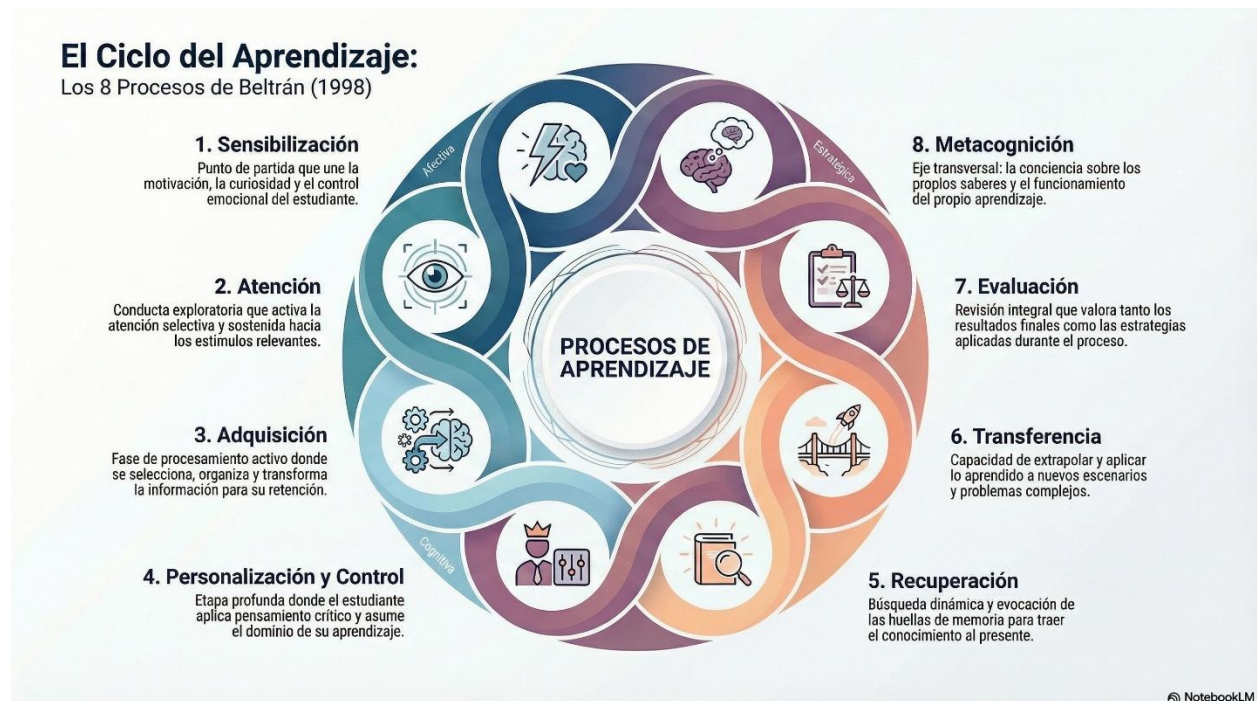 El Ciclo del Aprendizaje:
Los 8 Procesos de Beltrán (1998)
1. Sensibilización
Punto de partida que une la
motivación, la curiosidad y el control
emocional del estudiante.
2. Atención
Conducta exploratoria que activa la
atención selectiva y sostenida hacia
los estímulos relevantes.
3. Adquisición
Fase de procesamiento activo donde
se selecciona, organiza y transforma
la información para su retención.
4. Personalización y Control
Etapa profunda donde el estudiante
aplica pensamiento crítico y asume
el dominio de su aprendizaje.
Afectiva
Estratégica
Cognitiva
PROCESOS DE
APRENDIZAJE
8. Metacognición
Eje transversal: la conciencia sobre los
proplos saberes y el funcionamiento
del propio aprendizaje.
7. Evaluación
Revisión integral que valora tanto los
resultados finales como las estrategias
aplicadas durante el proceso.
6. Transferencia
Capacidad de extrapolar y aplicar
lo aprendido a nuevos escenarios
y problemas complejos.
5. Recuperación
Búsqueda dinámica y evocación de
las huellas de memoria para traer
el conocimiento al presente.
NotebookLM